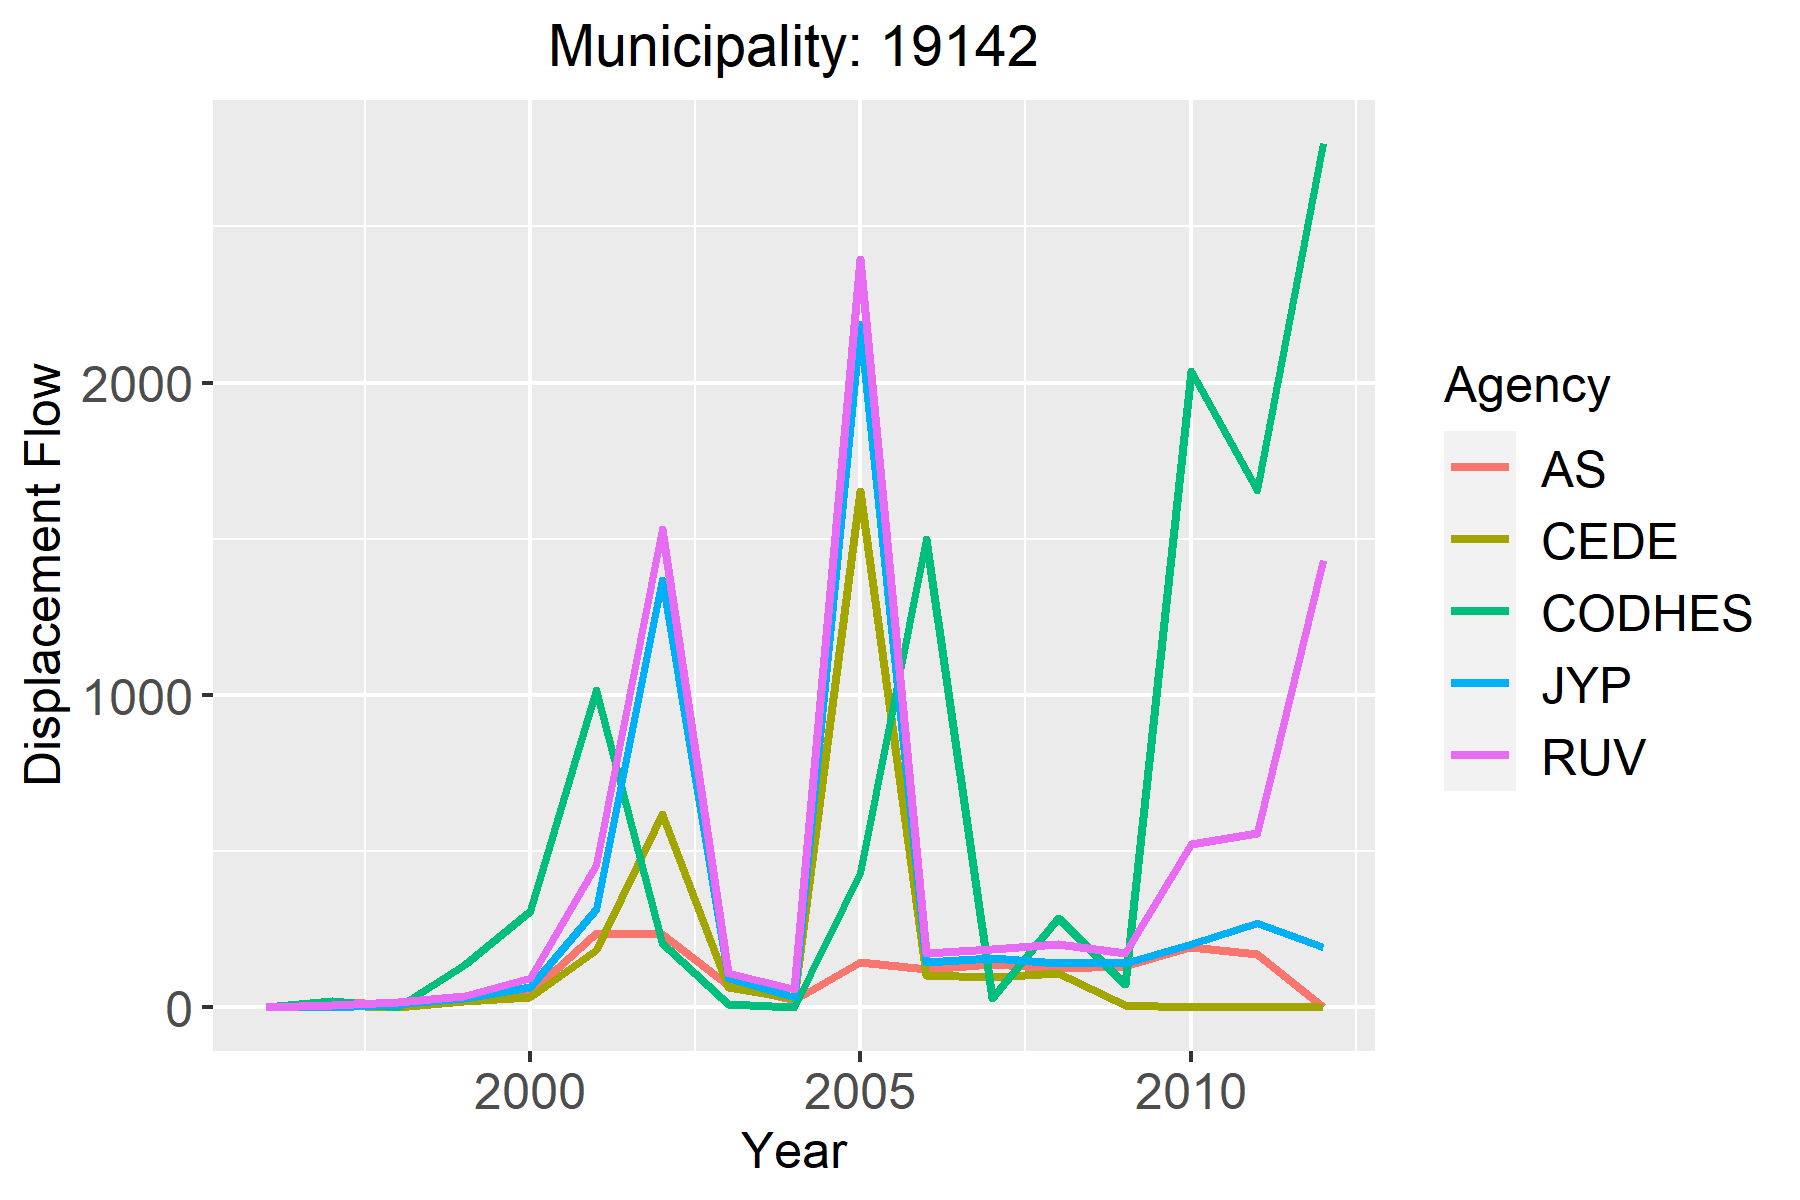 Municipality: 19142
Displacement Flow
2000
1000
0
2000 2005 2010
Year
Agency
AS
CEDE
CODHES
JYP
RUV